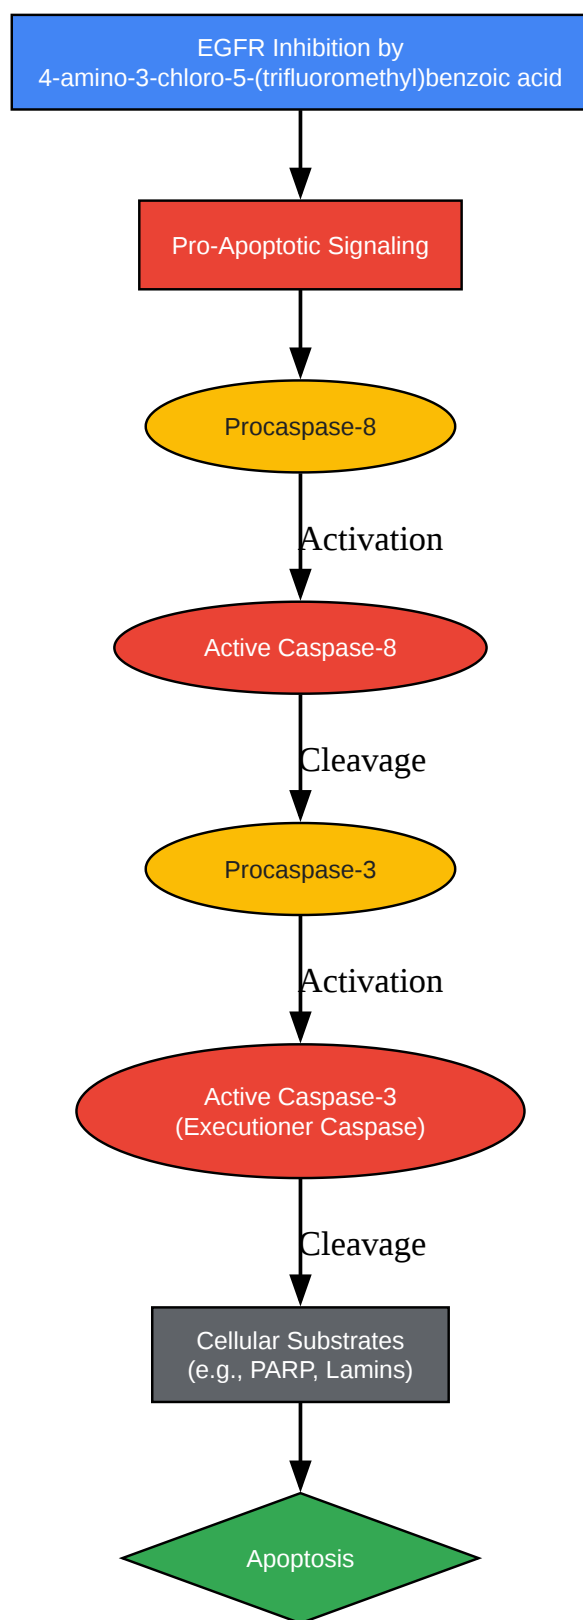 EGFR Inhibition by
4-amino-3-chloro-5-(trifluoromethyl)benzoic acid
Pro-Apoptotic Signaling
Procaspase-8
Activation
Active Caspase-8
Cleavage
Procaspase-3
Activation
Active Caspase-3
(Executioner Caspase)
Cleavage
Cellular Substrates
(e.g., PARP, Lamins)
Apoptosis